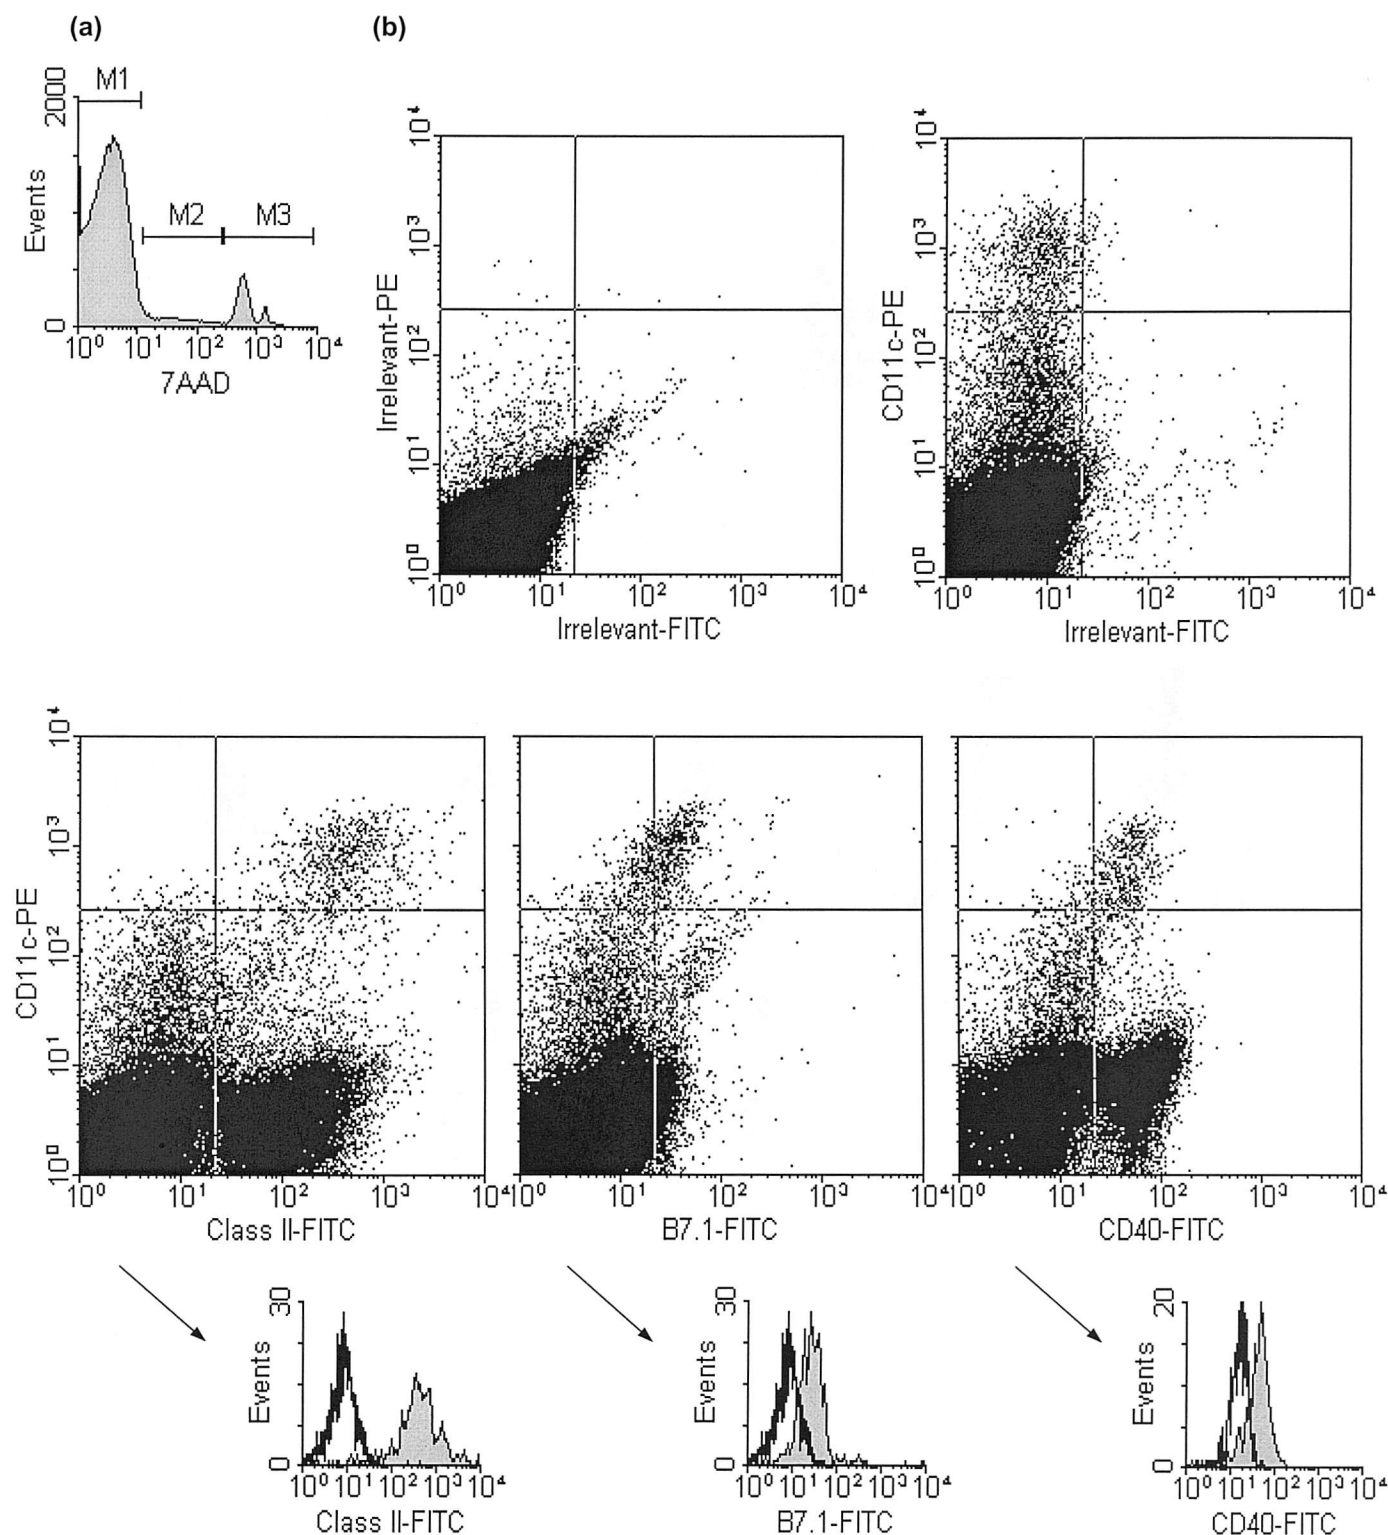 (a) (b)
M1
M2 M3
2000
0
Events
10⁰ 10¹ 10² 10³ 10⁴
7AAD
10⁴
10³
10²
10¹
10⁰
Irrelevant-PE
10⁰ 10¹ 10² 10³ 10⁴
Irrelevant-FITC
10⁴
10³
10²
10¹
10⁰
CD11c-PE
10⁰ 10¹ 10² 10³ 10⁴
Irrelevant-FITC
10⁴
10³
10²
10¹
10⁰
CD11c-PE
10⁰ 10¹ 10² 10³ 10⁴
Class II-FITC
10⁰ 10¹ 10² 10³ 10⁴
B7.1-FITC
10⁰ 10¹ 10² 10³ 10⁴
CD40-FITC
30
0
Events
10⁰ 10¹ 10² 10³ 10⁴
Class II-FITC
30
0
Events
10⁰ 10¹ 10² 10³ 10⁴
B7.1-FITC
20
0
Events
10⁰ 10¹ 10² 10³ 10⁴
CD40-FITC